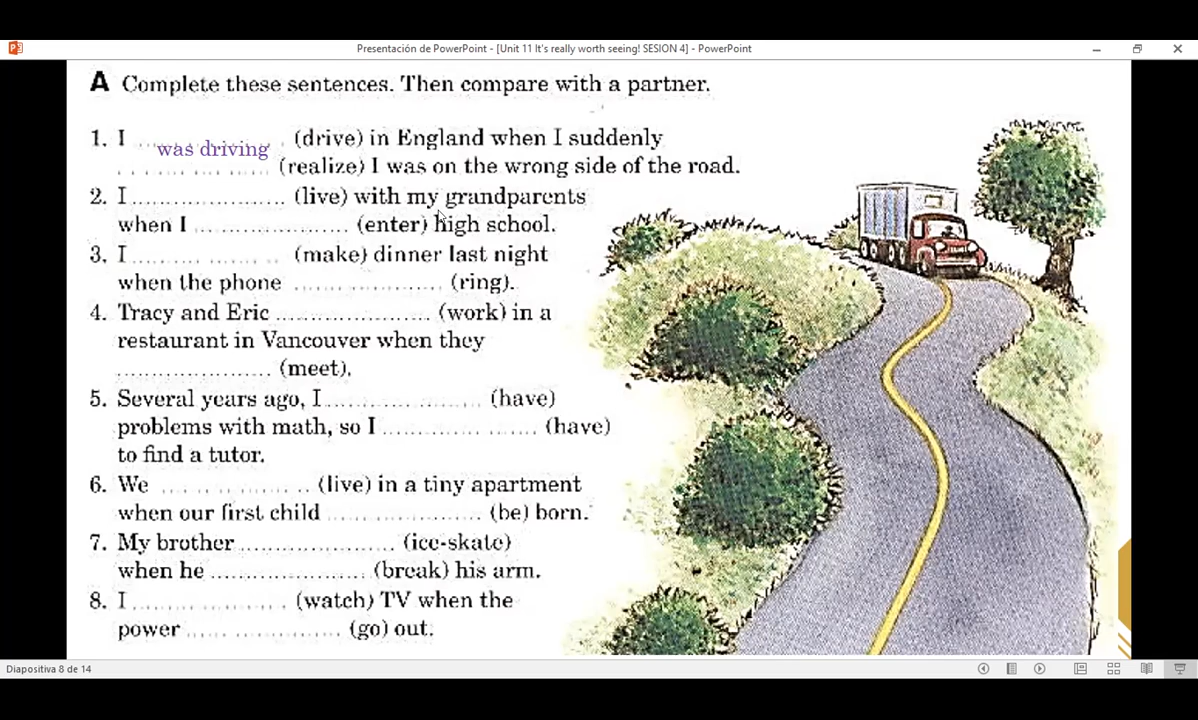 Presentación de PowerPoint - [Unit 11 It's really worth seeing! SESION 4] - PowerPoint
A Complete these sentences. Then compare with a partner.
1. I was driving (drive) in England when I suddenly
.................... (realize) I was on the wrong side of the road.
2. I .................... (live) with my grandparents
when I .................... (enter) high school.
3. I .................... (make) dinner last night
when the phone .................... (ring).
4. Tracy and Eric .................... (work) in a
restaurant in Vancouver when they
.................... (meet).
5. Several years ago, I .................... (have)
problems with math, so I .................... (have)
to find a tutor.
6. We .................... (live) in a tiny apartment
when our first child .................... (be) born.
7. My brother .................... (ice-skate)
when he .................... (break) his arm.
8. I .................... (watch) TV when the
power .................... (go) out.
Diapositiva 8 de 14